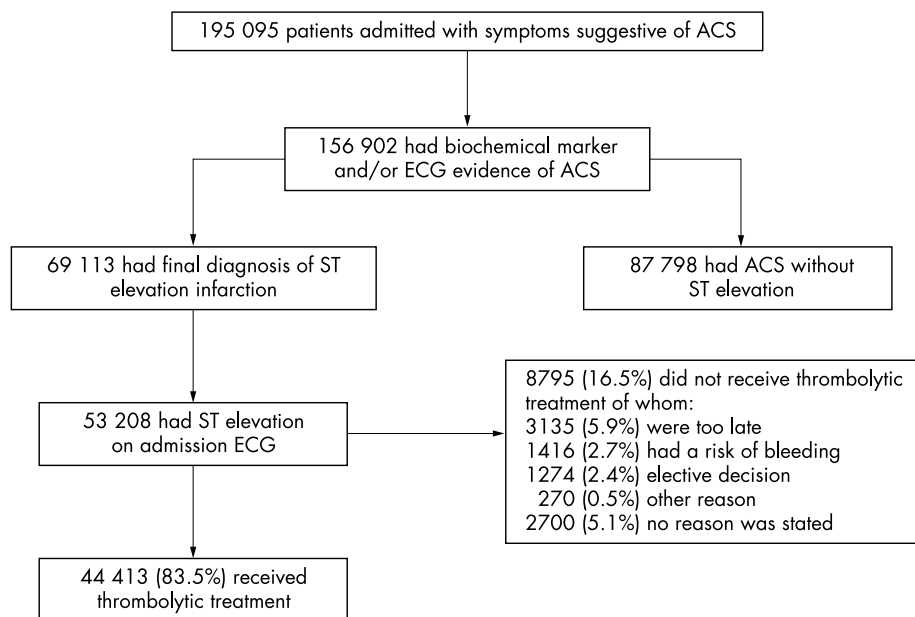 195 095 patients admitted with symptoms suggestive of ACS
156 902 had biochemical marker
and/or ECG evidence of ACS
69 113 had final diagnosis of ST
elevation infarction
87 798 had ACS without
ST elevation
53 208 had ST elevation
on admission ECG
8795 (16.5%) did not receive thrombolytic
treatment of whom:
3135 (5.9%) were too late
1416 (2.7%) had a risk of bleeding
1274 (2.4%) elective decision
270 (0.5%) other reason
2700 (5.1%) no reason was stated
44 413 (83.5%) received
thrombolytic treatment